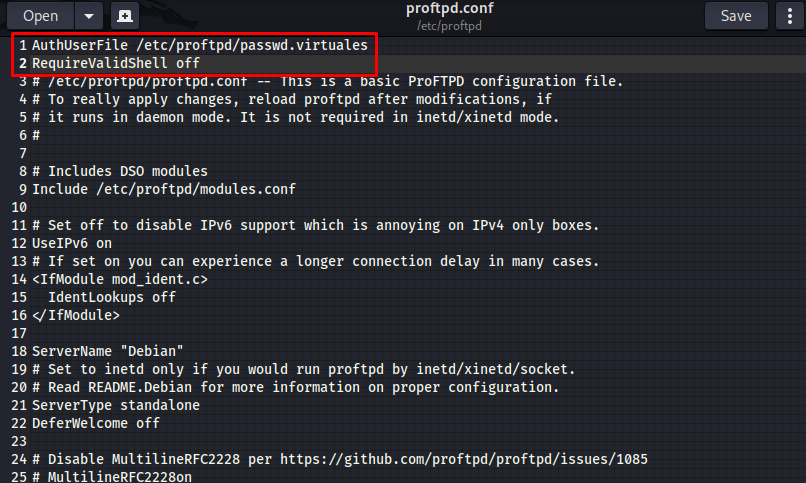 Open
proftpd.conf
/etc/proftpd
Save
1 AuthUserFile /etc/proftpd/passwd.virtuales
2 RequireValidShell off
3 # /etc/proftpd/proftpd.conf -- This is a basic ProFTPD configuration file.
4 # To really apply changes, reload proftpd after modifications, if
5 # it runs in daemon mode. It is not required in inetd/xinetd mode.
6 #
7
8 # Includes DSO modules
9 Include /etc/proftpd/modules.conf
10
11 # Set off to disable IPv6 support which is annoying on IPv4 only boxes.
12 UseIPv6 on
13 # If set on you can experience a longer connection delay in many cases.
14 <IfModule mod_ident.c>
15   IdentLookups off
16 </IfModule>
17
18 ServerName "Debian"
19 # Set to inetd only if you would run proftpd by inetd/xinetd/socket.
20 # Read README.Debian for more information on proper configuration.
21 ServerType standalone
22 DeferWelcome off
23
24 # Disable MultilineRFC2228 per https://github.com/proftpd/proftpd/issues/1085
25 # MultilineRFC2228on